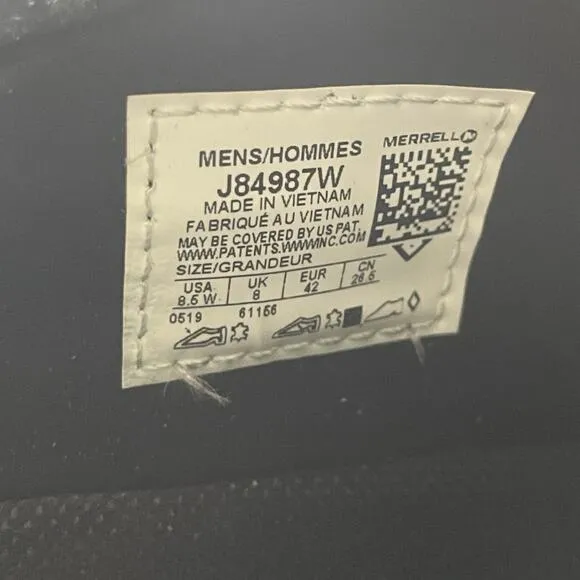 MERRELL
MENS/HOMMES
J84987W
MADE IN VIETNAM
FABRIQUÉ AU VIETNAM
MAY BE COVERED BY US PAT.
WWW.PATENTS.WWWINC.COM
SIZE/GRANDEUR
USA UK EUR CN
8.5 W 8 42 26.5
0519 61156